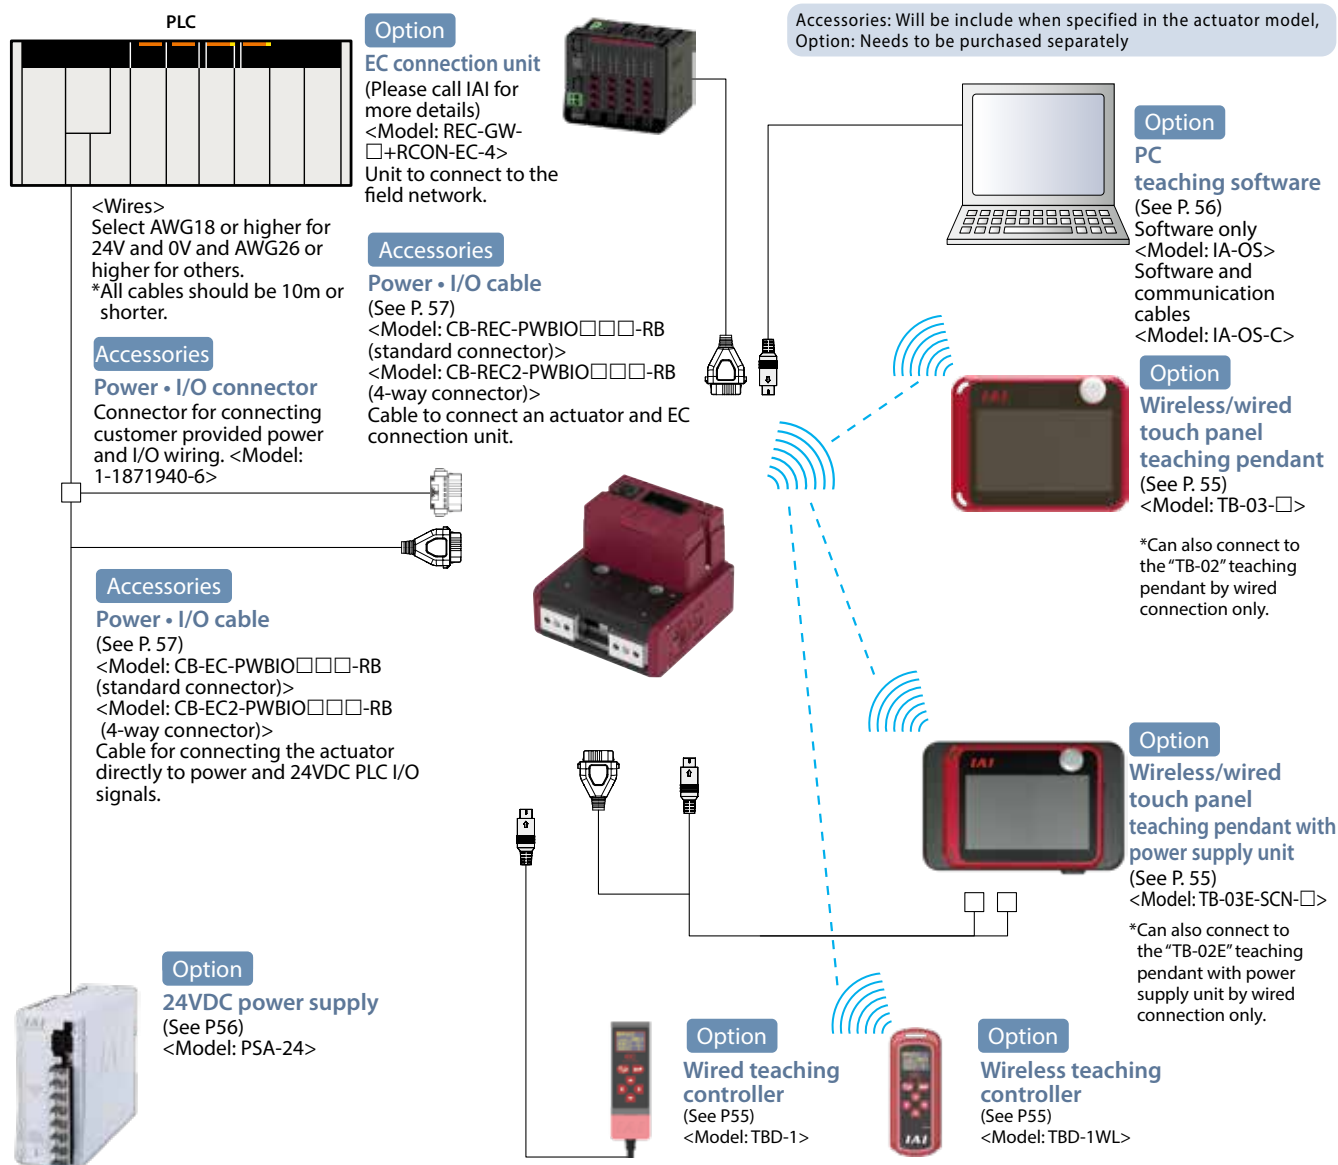 PLC
Option
EC connection unit
(Please call IAI for
more details)
<Model: REC-GW-
□+RCON-EC-4>
Unit to connect to the
field network.
Accessories: Will be include when specified in the actuator model,
Option: Needs to be purchased separately
Option
PC
teaching software
(See P. 56)
Software only
<Model: IA-OS>
Software and
communication
cables
<Model: IA-OS-C>
<Wires>
Select AWG18 or higher for
24V and 0V and AWG26 or
higher for others.
*All cables should be 10m or
shorter.
Accessories
Power • I/O cable
(See P. 57)
<Model: CB-REC-PWBIO□□□-RB
(standard connector)>
<Model: CB-REC2-PWBIO□□□-RB
(4-way connector)>
Cable to connect an actuator and EC
connection unit.
Accessories
Power • I/O connector
Connector for connecting
customer provided power
and I/O wiring. <Model:
1-1871940-6>
Option
Wireless/wired
touch panel
teaching pendant
(See P. 55)
<Model: TB-03-□>
*Can also connect to
the "TB-02" teaching
pendant by wired
connection only.
IAI
Accessories
Power • I/O cable
(See P. 57)
<Model: CB-EC-PWBIO□□□-RB
(standard connector)>
<Model: CB-EC2-PWBIO□□□-RB
(4-way connector)>
Cable for connecting the actuator
directly to power and 24VDC PLC I/O
signals.
Option
Wireless/wired
touch panel
teaching pendant with
power supply unit
(See P. 55)
<Model: TB-03E-SCN-□>
*Can also connect to
the "TB-02E" teaching
pendant with power
supply unit by wired
connection only.
IAI
Option
24VDC power supply
(See P56)
<Model: PSA-24>
IAI
Option
Wired teaching
controller
(See P55)
<Model: TBD-1>
Option
Wireless teaching
controller
(See P55)
<Model: TBD-1WL>
IAI